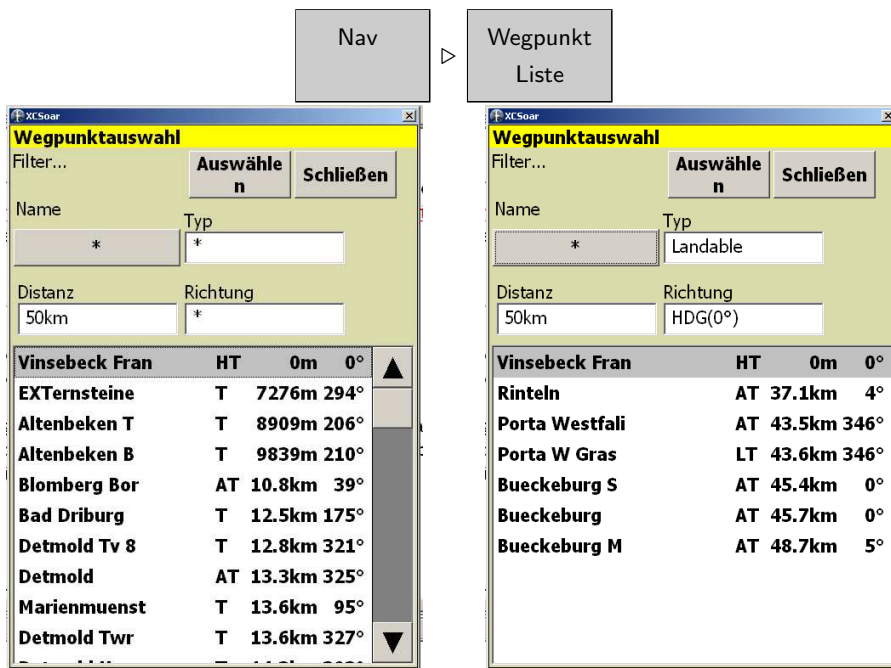 Nav
▷
Wegpunkt
Liste
XCSoar
Wegpunktauswahl
Filter...
Auswähle
n
Schließen
Name
Typ
*
*
Distanz
Richtung
50km
*
Vinsebeck Fran HT 0m 0°
EXTernsteine T 7276m 294°
Altenbeken T T 8909m 206°
Altenbeken B T 9839m 210°
Blomberg Bor AT 10.8km 39°
Bad Driburg T 12.5km 175°
Detmold Tv 8 T 12.8km 321°
Detmold AT 13.3km 325°
Marienmuenst T 13.6km 95°
Detmold Twr T 13.6km 327°
XCSoar
Wegpunktauswahl
Filter...
Auswähle
n
Schließen
Name
Typ
*
Landable
Distanz
Richtung
50km
HDG(0°)
Vinsebeck Fran HT 0m 0°
Rinteln AT 37.1km 4°
Porta Westfali AT 43.5km 346°
Porta W Gras LT 43.6km 346°
Bueckeburg S AT 45.4km 0°
Bueckeburg AT 45.7km 0°
Bueckeburg M AT 48.7km 5°